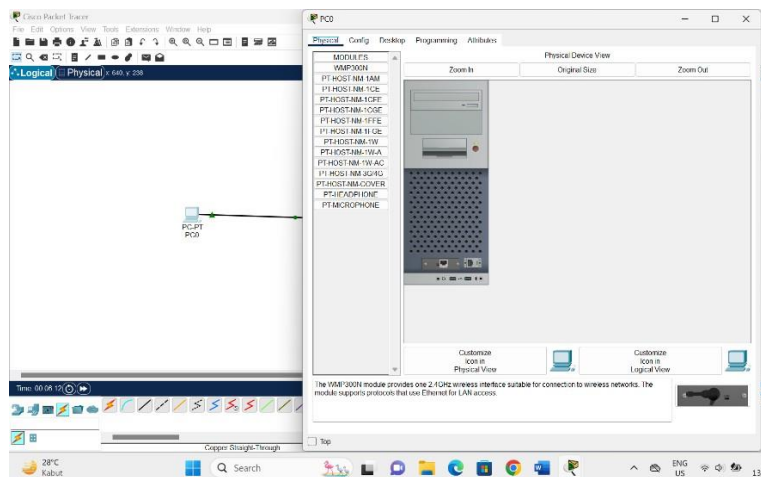 Cisco Packet Tracer
File Edit Options View Tools Extensions Window Help
Logical Physical x: 640, y: 238
PC-PT
PC0
Time: 00:06:12
Copper Straight-Through
PC0
Physical Config Desktop Programming Attributes
MODULES
WMP300N
PT-HOST-NM-1AM
PT-HOST-NM-1CE
PT-HOST-NM-1CFE
PT-HOST-NM-1CGE
PT-HOST-NM-1FFE
PT-HOST-NM-1FGE
PT-HOST-NM-1W
PT-HOST-NM-1W-A
PT-HOST-NM-1W-AC
PT-HOST-NM-3G/4G
PT-HOST-NM-COVER
PT-HEADPHONE
PT-MICROPHONE
Physical Device View
Zoom In Original Size Zoom Out
Customize
Icon in
Physical View
Customize
Icon in
Logical View
The WMP300N module provides one 2.4GHz wireless interface suitable for connection to wireless networks. The
module supports protocols that use Ethernet for LAN access.
Top
28°C
Kabut
Search
ENG
US
13